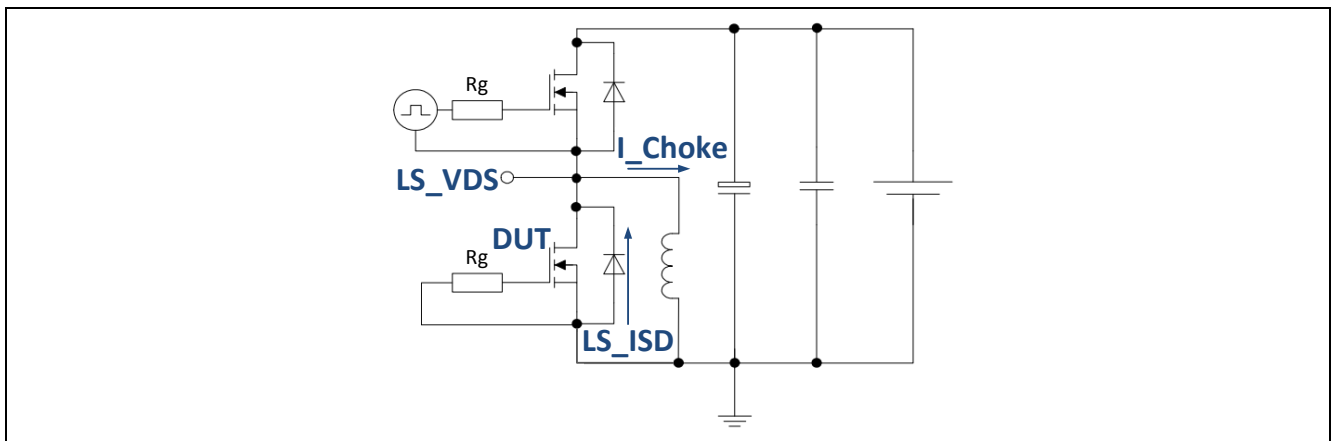 Rg
I_Choke
LS_VDS
DUT
Rg
LS_ISD